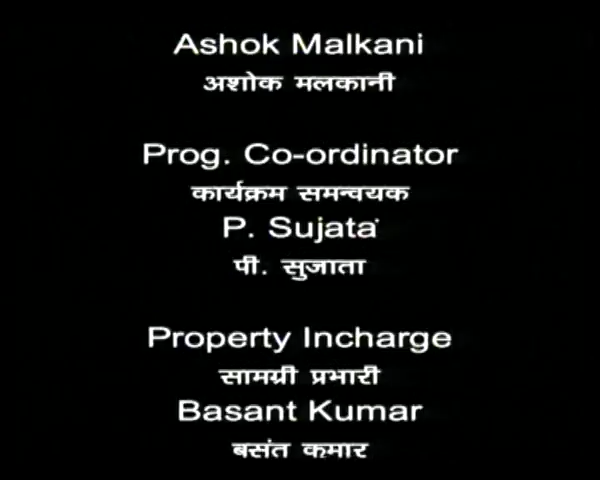 Ashok Malkani
अशोक मलकानी
Prog. Co-ordinator
कार्यक्रम समन्वयक
P. Sujata
पी. सुजाता
Property Incharge
सामग्री प्रभारी
Basant Kumar
बसंत कुमार